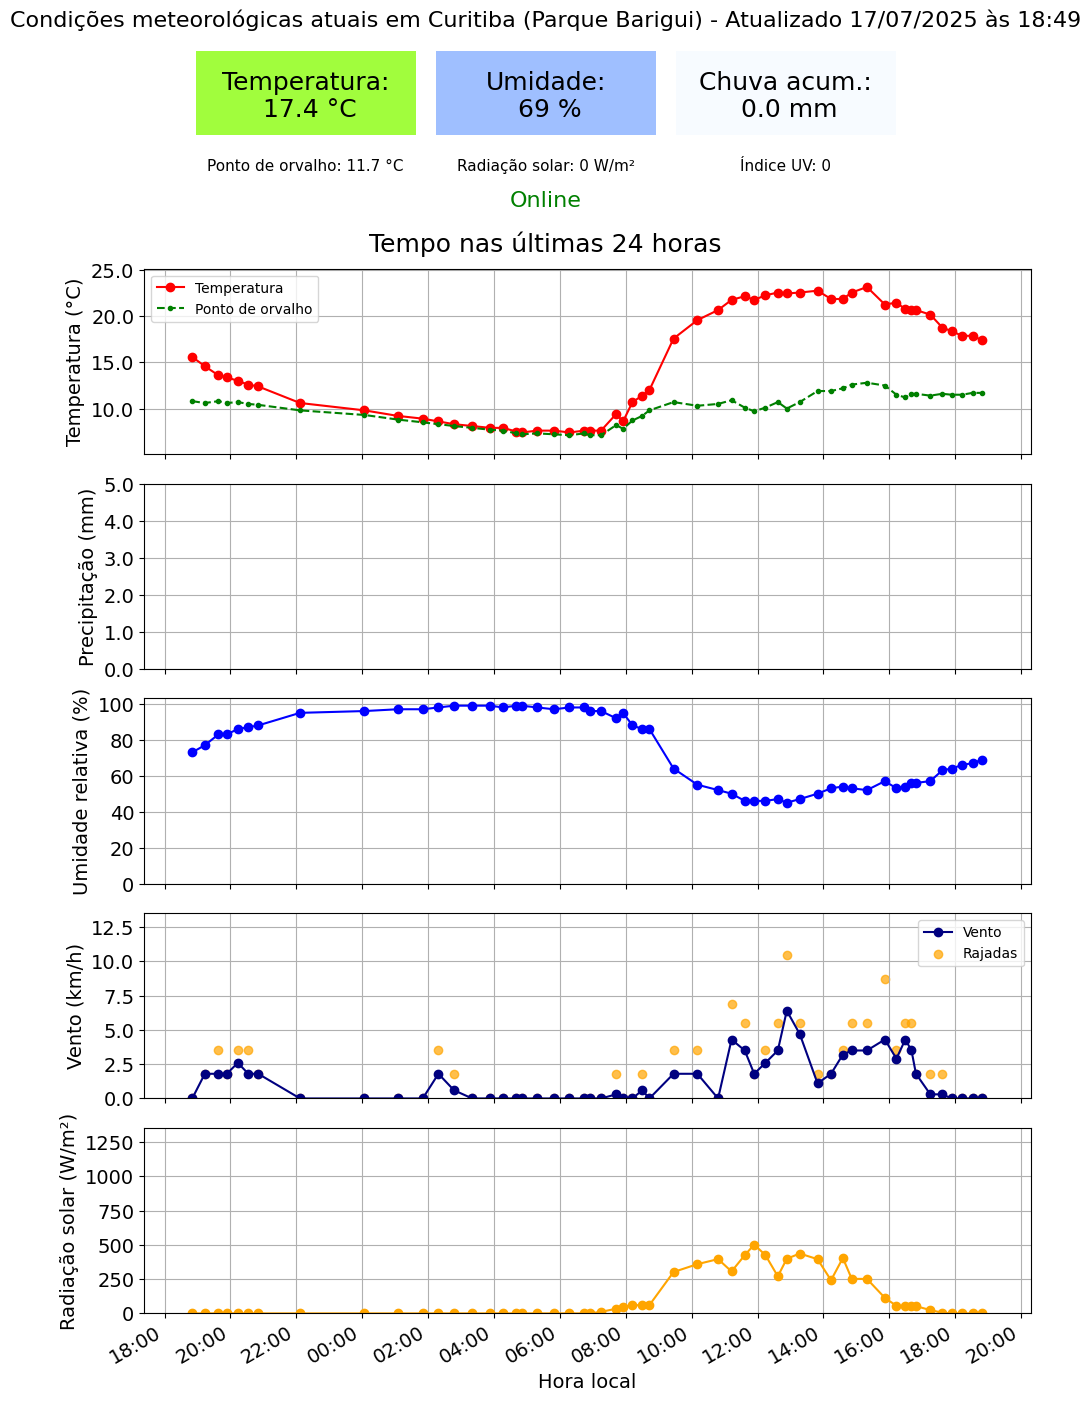 Condições meteorológicas atuais em Curitiba (Parque Barigui) - Atualizado 17/07/2025 às 18:49
Temperatura:
17.4 °C
Umidade:
69 %
Chuva acum.:
0.0 mm
Ponto de orvalho: 11.7 °C
Radiação solar: 0 W/m²
Índice UV: 0
Online
Tempo nas últimas 24 horas
Temperatura (°C)
25.0
20.0
15.0
10.0
Temperatura
Ponto de orvalho
Precipitação (mm)
5.0
4.0
3.0
2.0
1.0
0.0
Umidade relativa (%)
100
80
60
40
20
0
Vento (km/h)
12.5
10.0
7.5
5.0
2.5
0.0
Vento
Rajadas
Radiação solar (W/m²)
1250
1000
750
500
250
0
18:00
20:00
22:00
00:00
02:00
04:00
06:00
08:00
10:00
12:00
14:00
16:00
18:00
20:00
Hora local